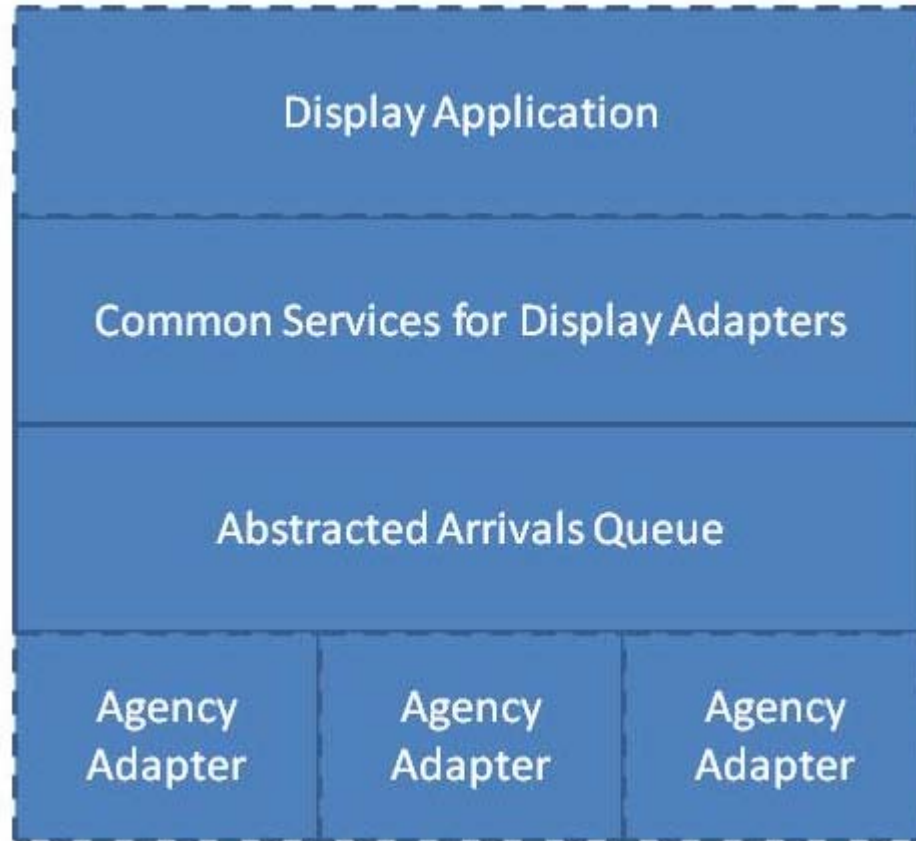 Display Application
Common Services for Display Adapters
Abstracted Arrivals Queue
Agency
Adapter
Agency
Adapter
Agency
Adapter